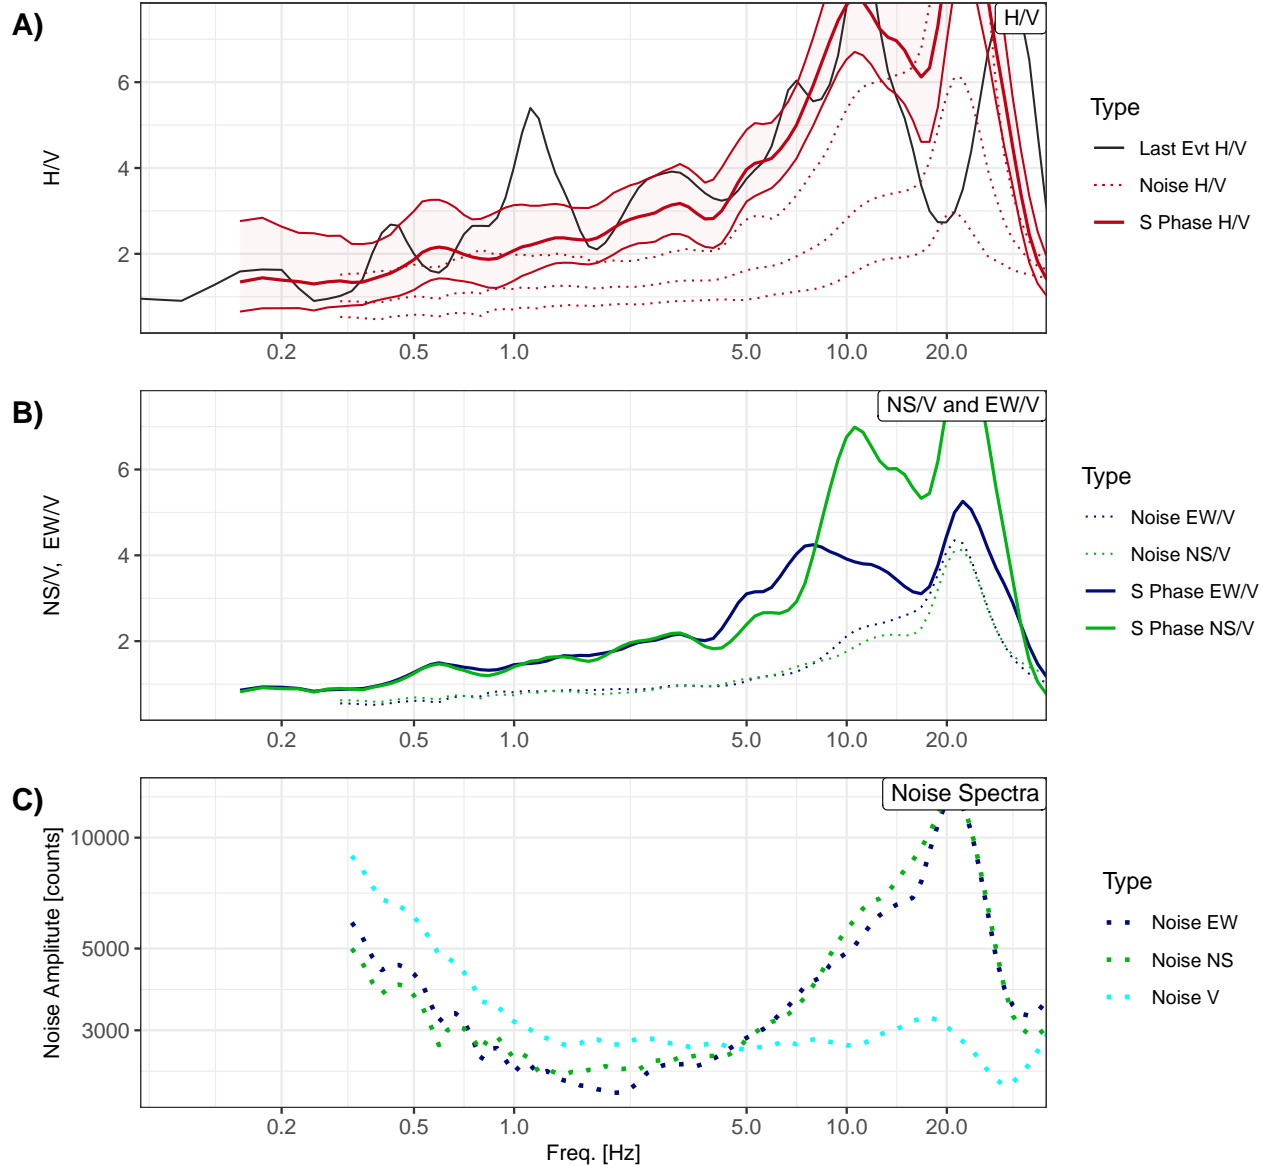 A)
H/V
H/V
6
4
2
0.2 0.5 1.0 5.0 10.0 20.0
Type
Last Evt H/V
Noise H/V
S Phase H/V
B)
NS/V and EW/V
NS/V, EW/V
6
4
2
0.2 0.5 1.0 5.0 10.0 20.0
Type
Noise EW/V
Noise NS/V
S Phase EW/V
S Phase NS/V
C)
Noise Spectra
Noise Amplitute [counts]
10000
5000
3000
0.2 0.5 1.0 5.0 10.0 20.0
Freq. [Hz]
Type
Noise EW
Noise NS
Noise V